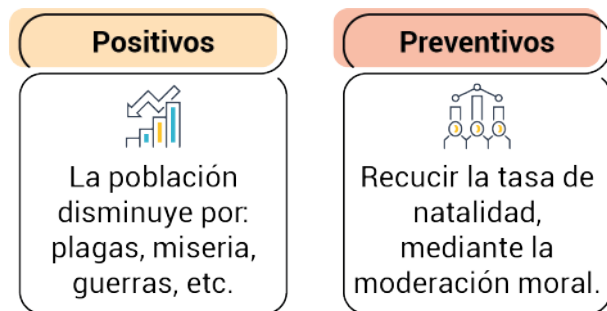 Positivos
La población
disminuye por:
plagas, miseria,
guerras, etc.
Preventivos
Recucir la tasa de
natalidad,
mediante la
moderación moral.